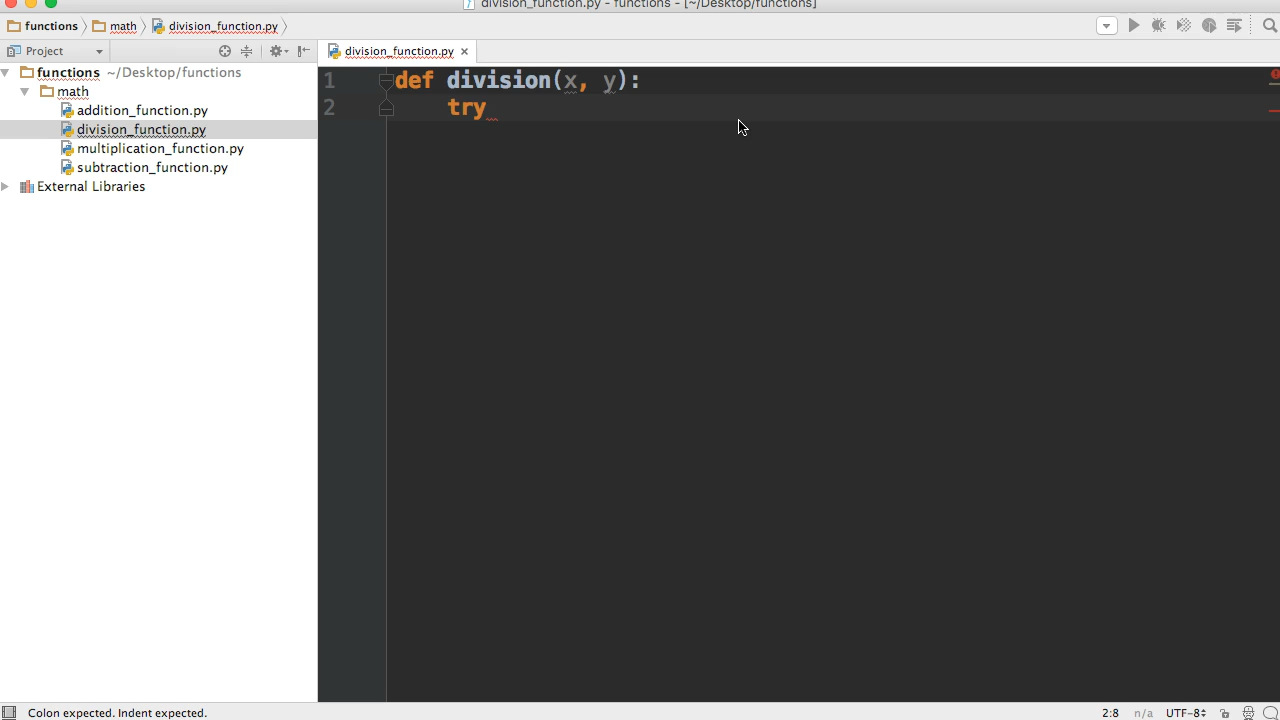 division_function.py - functions - [~/Desktop/functions]
functions math division_function.py
Project
division_function.py
functions ~/Desktop/functions
math
addition_function.py
division_function.py
multiplication_function.py
subtraction_function.py
External Libraries
1 def division(x, y):
2 try
Colon expected. Indent expected.
2:8 n/a UTF-8